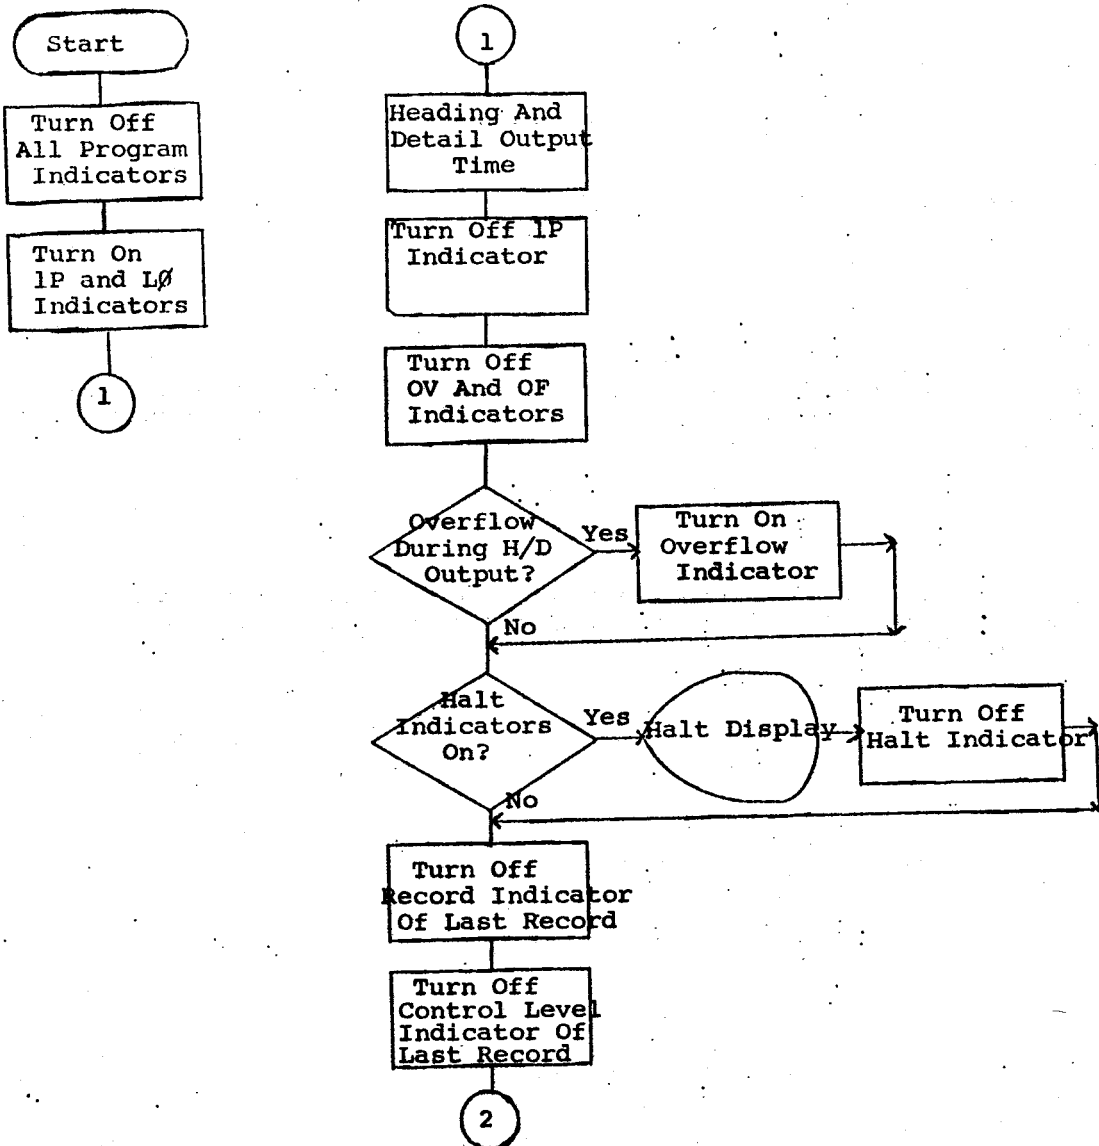 Start
Turn Off
All Program
Indicators
Turn On
1P and LØ
Indicators
1
1
Heading And
Detail Output
Time
Turn Off 1P
Indicator
Turn Off
OV And OF
Indicators
Overflow
During H/D
Output?
Yes
Turn On
Overflow
Indicator
No
Halt
Indicators
On?
Yes
Halt Display
Turn Off
Halt Indicator
No
Turn Off
Record Indicator
Of Last Record
Turn Off
Control Level
Indicator Of
Last Record
2